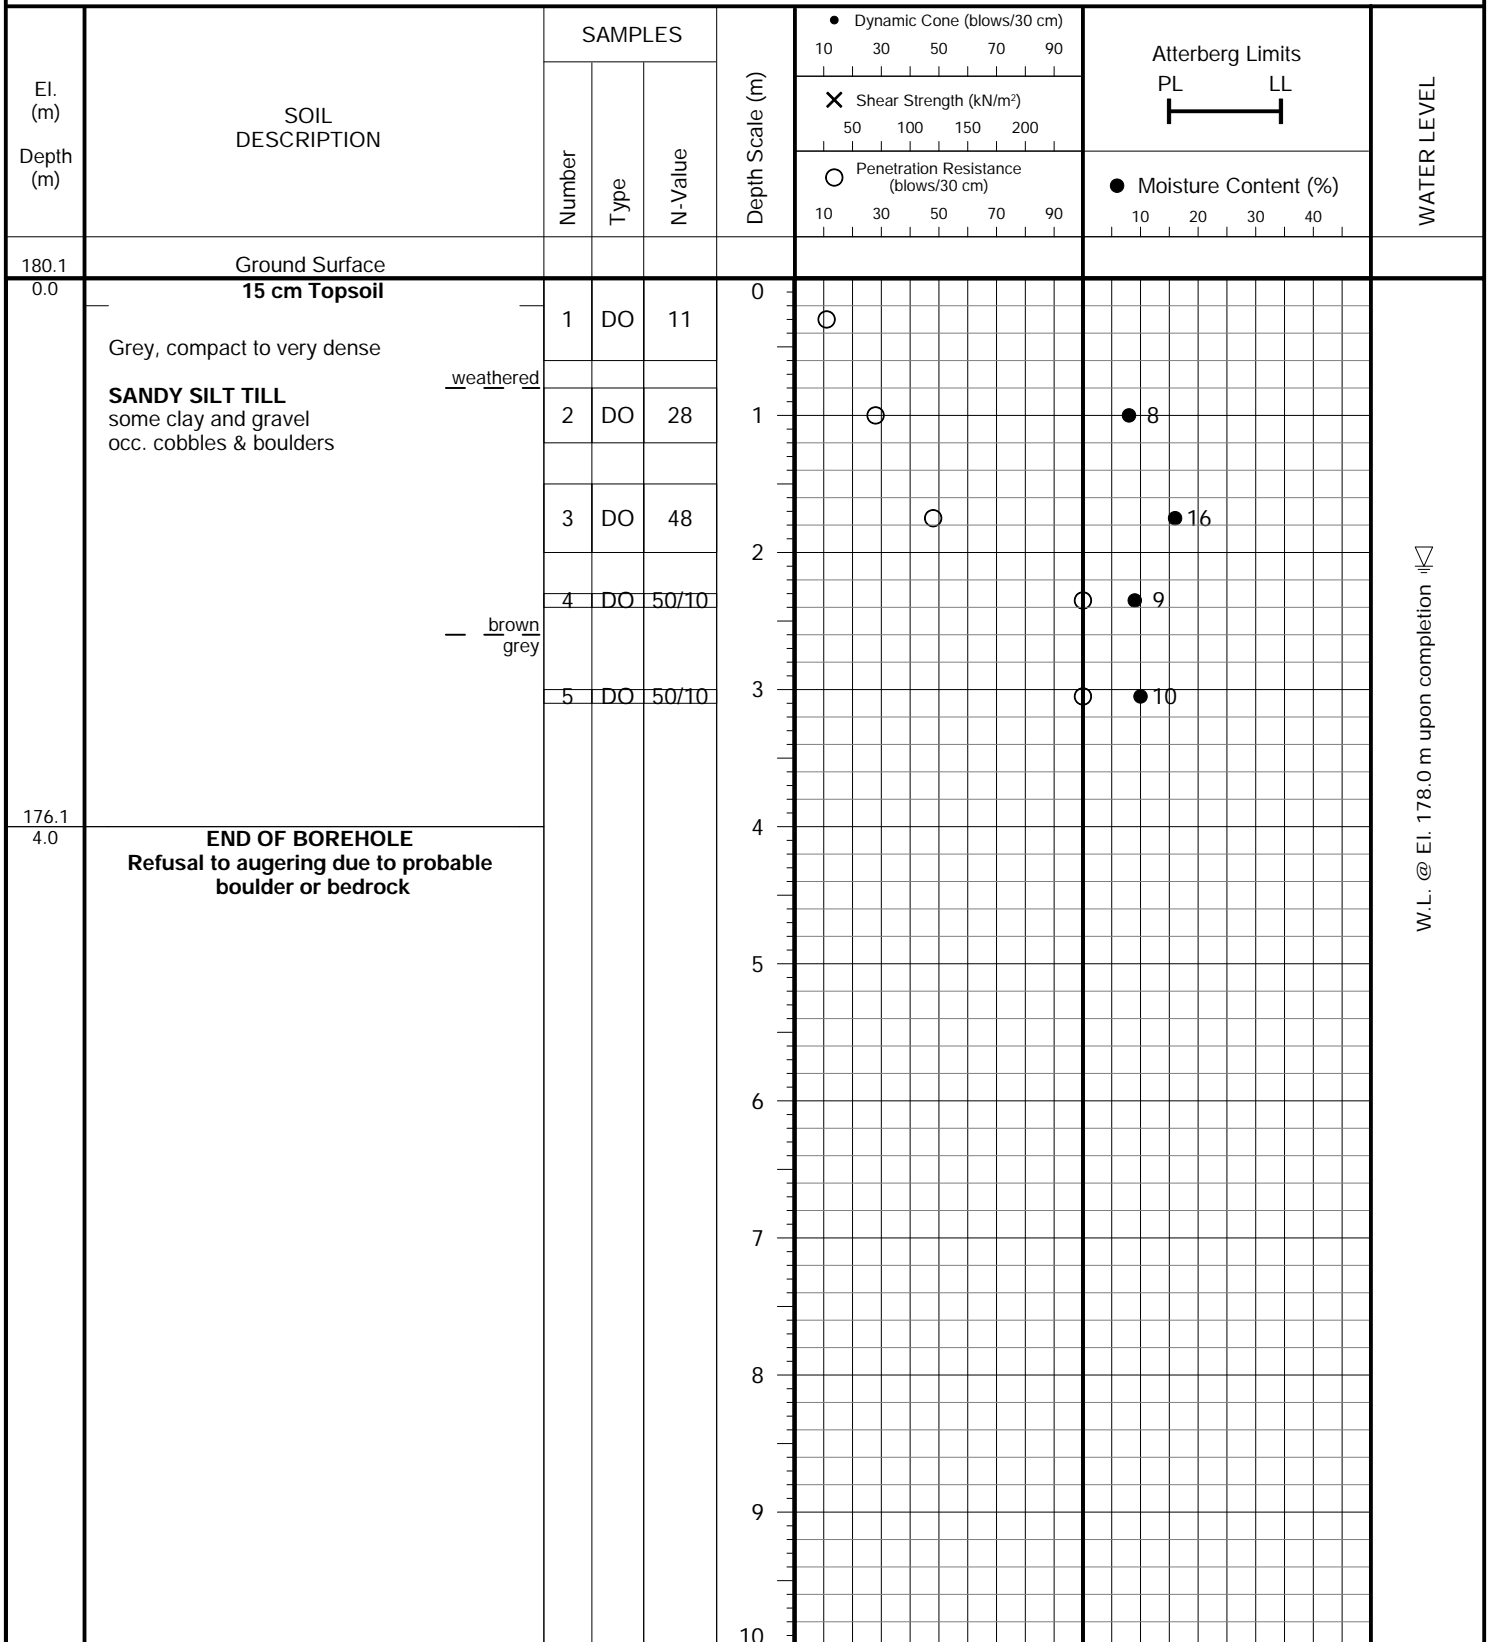 El.
(m)
Depth
(m)
SOIL
DESCRIPTION
SAMPLES
Number
Type
N-Value
Depth Scale (m)
Dynamic Cone (blows/30 cm)
10 30 50 70 90
Shear Strength (kN/m²)
50 100 150 200
Penetration Resistance
(blows/30 cm)
10 30 50 70 90
Atterberg Limits
PL LL
Moisture Content (%)
10 20 30 40
WATER LEVEL
180.1 Ground Surface
0.0 15 cm Topsoil
0
1 DO 11
Grey, compact to very dense
weathered
SANDY SILT TILL
some clay and gravel
occ. cobbles & boulders
2 DO 28
1
8
3 DO 48
16
2
4 DO 50/10
9
brown
grey
5 DO 50/10
3
10
176.1
4.0
END OF BOREHOLE
Refusal to augering due to probable
boulder or bedrock
4
5
6
7
8
9
10
W.L. @ El. 178.0 m upon completion